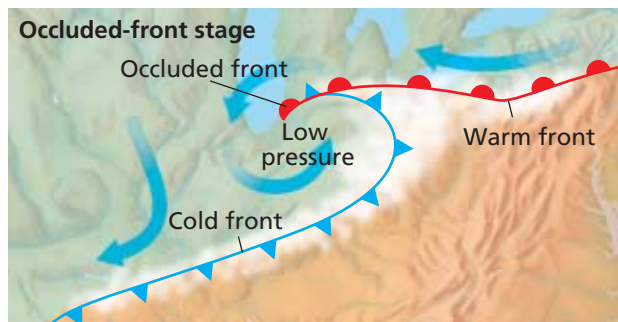 Occluded-front stage
Occluded front
Low
pressure
Warm front
Cold front